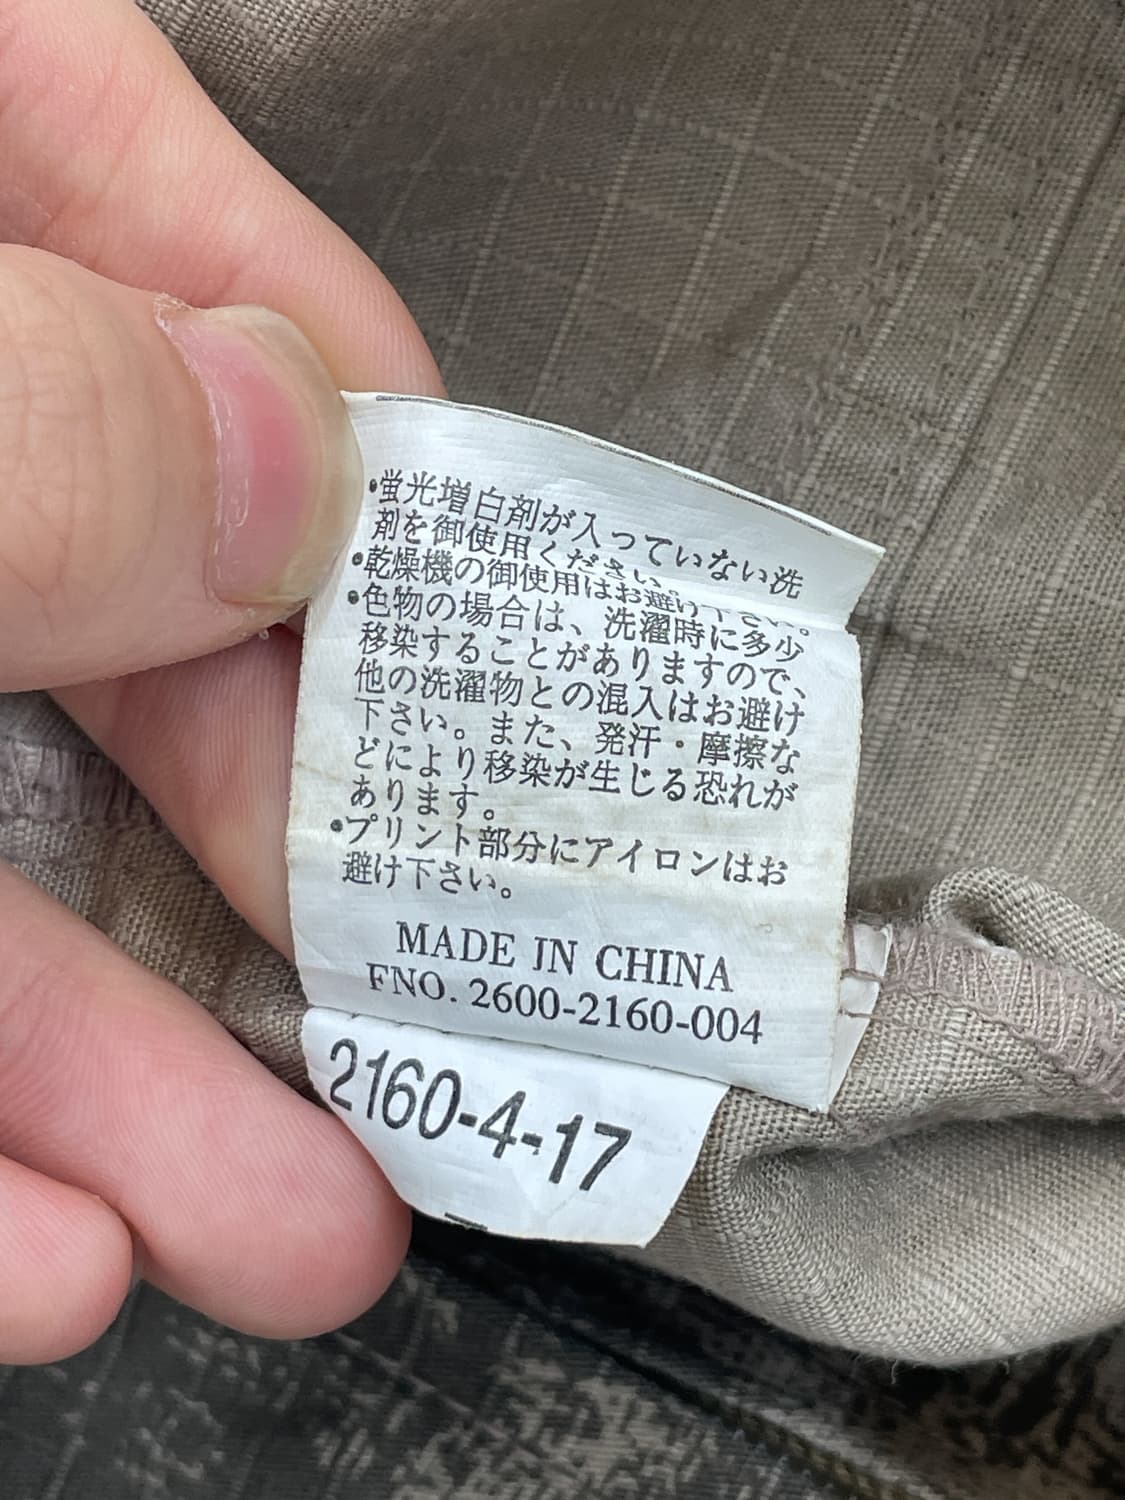 •蛍光増白剤が入っていない洗
剤を御使用ください。
•乾燥機の御使用はお避け下さい。
•色物の場合は、洗濯時に多少
移染することがありますので、
他の洗濯物との混入はお避け
下さい。また、発汗・摩擦な
どにより移染が生じる恐れが
あります。
•プリント部分にアイロンはお
避け下さい。
MADE IN CHINA
FNO. 2600-2160-004
2160-4-17